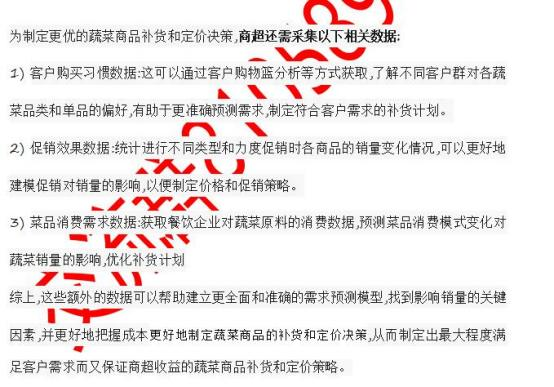 为制定更优的蔬菜商品补货和定价决策,商超还需采集以下相关数据:
1) 客户购买习惯数据:这可以通过客户购物篮分析等方式获取,了解不同客户群对各蔬
菜品类和单品的偏好,有助于更准确预测需求,制定符合客户需求的补货计划。
2) 促销效果数据:统计进行不同类型和力度促销时各商品的销量变化情况,可以更好地
建模促销对销量的影响,以便制定价格和促销策略。
3) 菜品消费需求数据:获取餐饮企业对蔬菜原料的消费数据,预测菜品消费模式变化对
蔬菜销量的影响,优化补货计划
综上,这些额外的数据可以帮助建立更全面和准确的需求预测模型,找到影响销量的关键
因素,并更好地把握成本更好地制定蔬菜商品的补货和定价决策,从而制定出最大程度满
足客户需求而又保证商超收益的蔬菜商品补货和定价策略。